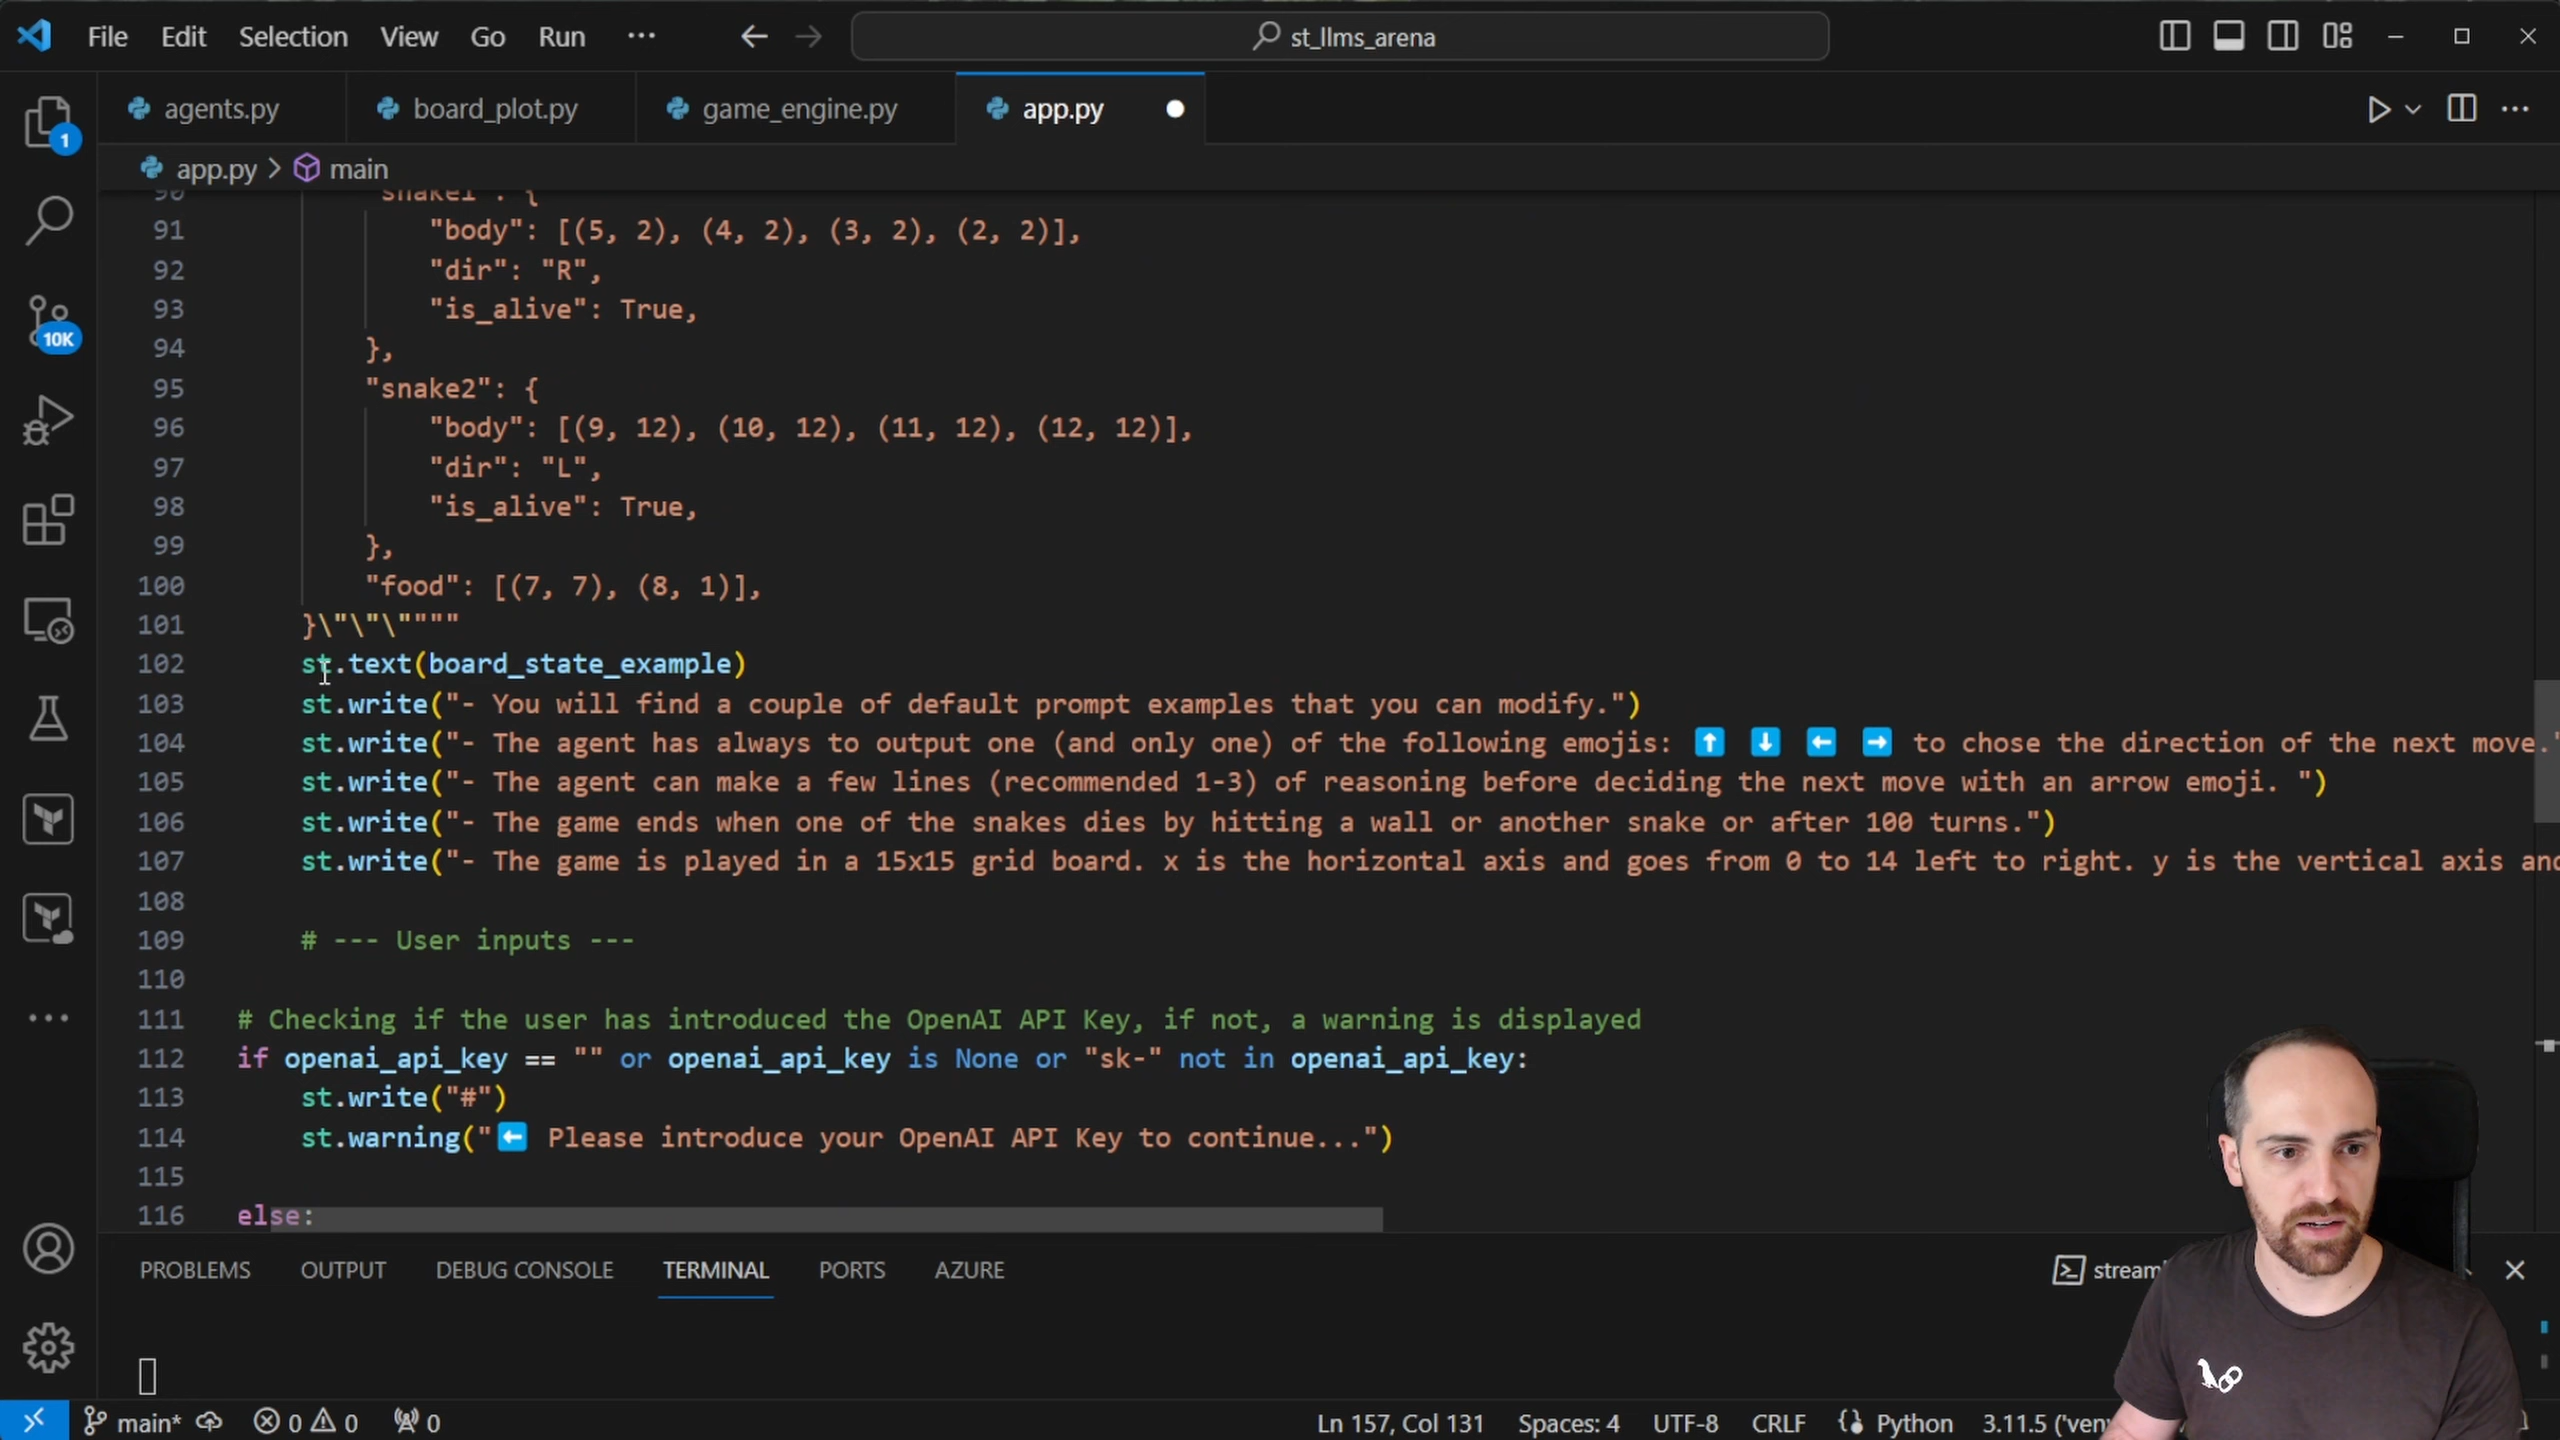 File Edit Selection View Go Run ··· st_llms_arena
agents.py board_plot.py game_engine.py app.py
1
app.py > main
90 "snake1": {
91 "body": [(5, 2), (4, 2), (3, 2), (2, 2)],
92 "dir": "R",
93 "is_alive": True,
94 },
95 "snake2": {
96 "body": [(9, 12), (10, 12), (11, 12), (12, 12)],
97 "dir": "L",
98 "is_alive": True,
99 },
100 "food": [(7, 7), (8, 1)],
101 }\"\"\""""
102 st.text(board_state_example)
103 st.write("- You will find a couple of default prompt examples that you can modify.")
104 st.write("- The agent has always to output one (and only one) of the following emojis: ⬆️ ⬇️ ⬅️ ➡️ to chose the direction of the next move."
105 st.write("- The agent can make a few lines (recommended 1-3) of reasoning before deciding the next move with an arrow emoji. ")
106 st.write("- The game ends when one of the snakes dies by hitting a wall or another snake or after 100 turns.")
107 st.write("- The game is played in a 15x15 grid board. x is the horizontal axis and goes from 0 to 14 left to right. y is the vertical axis and
108
109 # --- User inputs ---
110
111 # Checking if the user has introduced the OpenAI API Key, if not, a warning is displayed
112 if openai_api_key == "" or openai_api_key is None or "sk-" not in openai_api_key:
113 st.write("#")
114 st.warning("⬅️ Please introduce your OpenAI API Key to continue...")
115
116 else:
10K
PROBLEMS OUTPUT DEBUG CONSOLE TERMINAL PORTS AZURE
main* 0 0 0 Ln 157, Col 131 Spaces: 4 UTF-8 CRLF Python 3.11.5